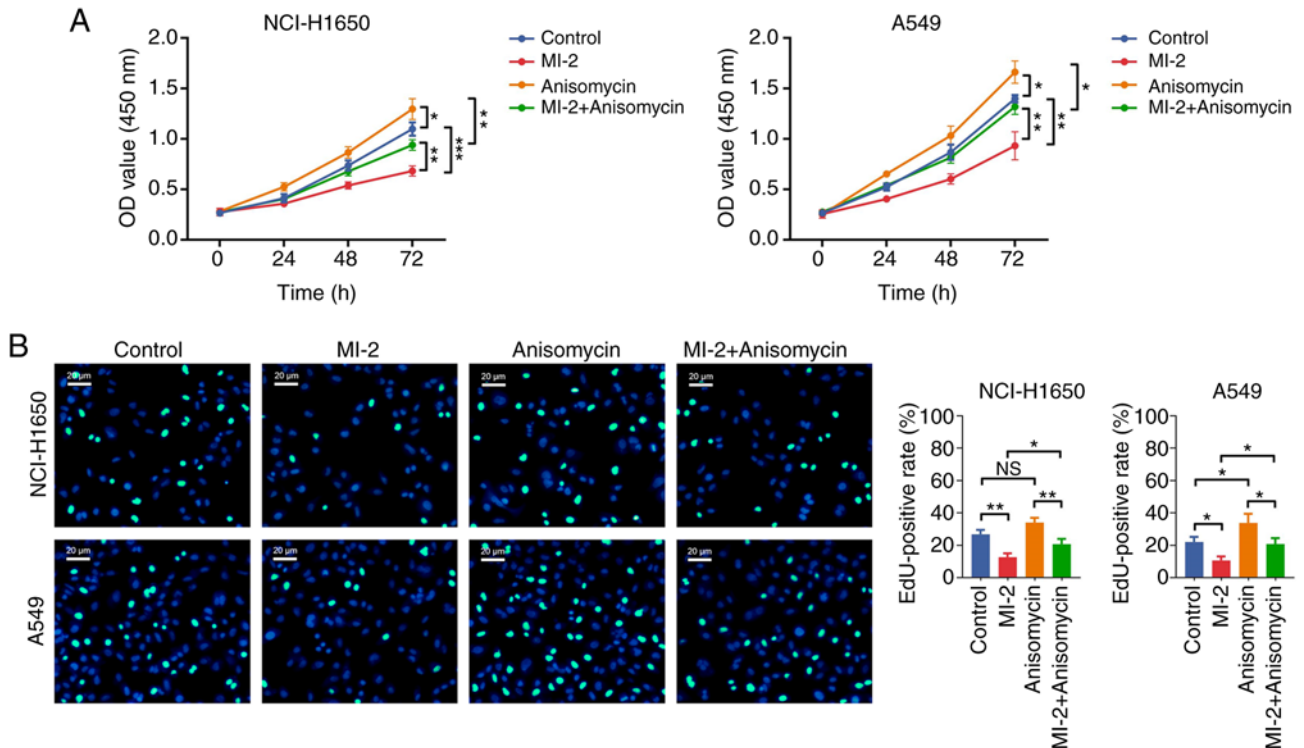 A
NCI-H1650
OD value (450 nm)
2.0
1.5
1.0
0.5
0.0
0 24 48 72
Time (h)
Control
MI-2
Anisomycin
MI-2+Anisomycin
*
**
***
**
A549
OD value (450 nm)
2.0
1.5
1.0
0.5
0.0
0 24 48 72
Time (h)
Control
MI-2
Anisomycin
MI-2+Anisomycin
*
**
**
*
B
Control MI-2 Anisomycin MI-2+Anisomycin
NCI-H1650
20 µm 20 µm 20 µm 20 µm
A549
20 µm 20 µm 20 µm 20 µm
NCI-H1650
EdU-positive rate (%)
100
80
60
40
20
0
*
NS
** **
Control MI-2 Anisomycin MI-2+Anisomycin
A549
EdU-positive rate (%)
100
80
60
40
20
0
*
*
* *
Control MI-2 Anisomycin MI-2+Anisomycin